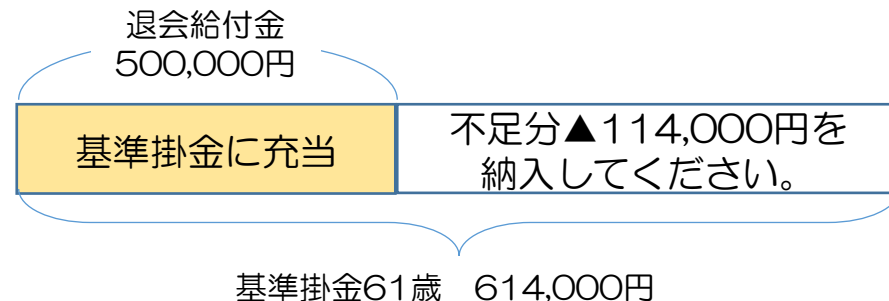 退会給付金
500,000円
基準掛金に充当
不足分▲114,000円を
納入してください。
基準掛金61歳　614,000円